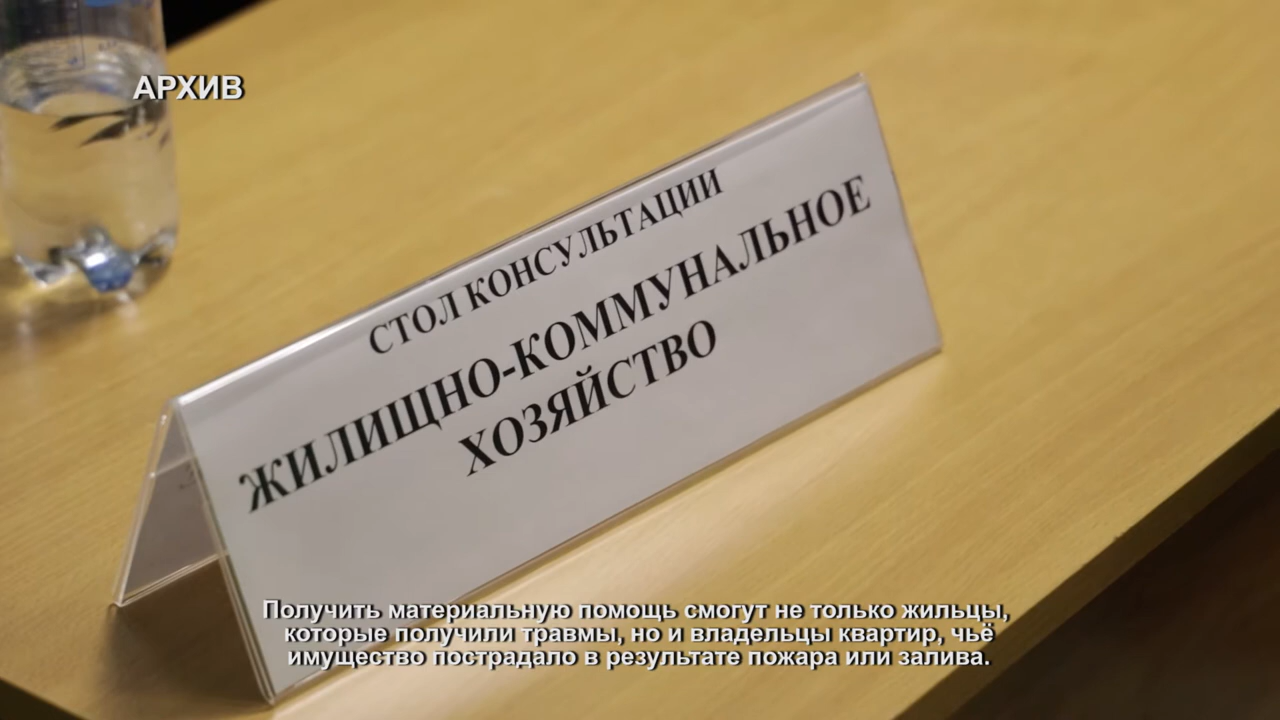 АРХИВ
СТОЛ КОНСУЛЬТАЦИИ
ЖИЛИЩНО-КОММУНАЛЬНОЕ
ХОЗЯЙСТВО
Получить материальную помощь смогут не только жильцы,
которые получили травмы, но и владельцы квартир, чьё
имущество пострадало в результате пожара или залива.